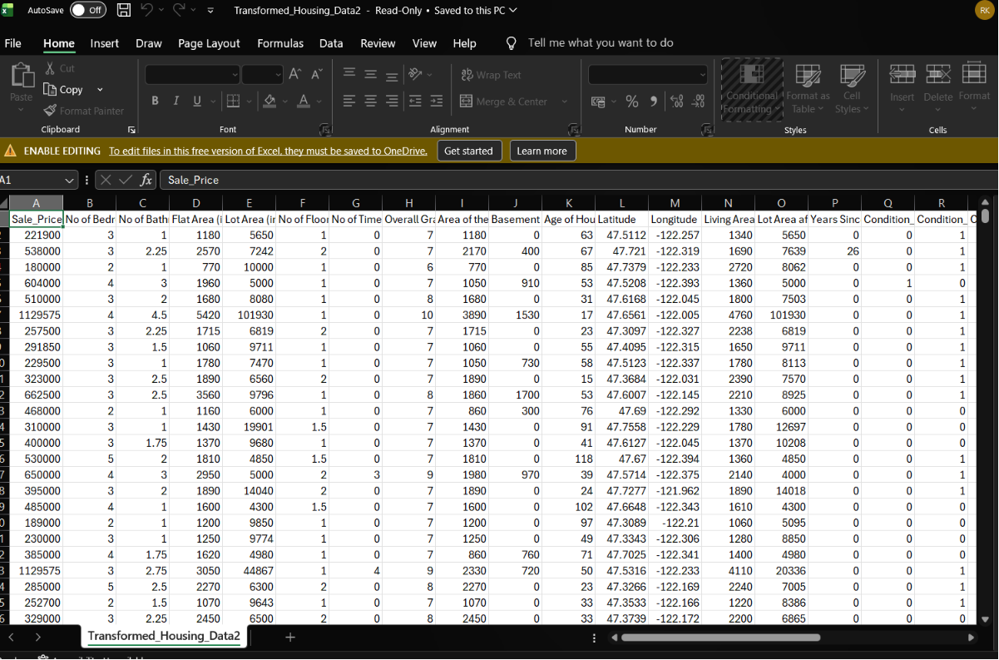 AutoSave Off Transformed_Housing_Data2 - Read-Only • Saved to this PC RK
File Home Insert Draw Page Layout Formulas Data Review View Help Tell me what you want to do
Paste Cut Copy Format Painter
B I U A A A
ab Wrap Text Merge & Center
% 9 Conditional Formatting Format as Table Cell Styles Insert Delete Format
Clipboard Font Alignment Number Styles Cells
ENABLE EDITING To edit files in this free version of Excel, they must be saved to OneDrive. Get started Learn more
A1 fx Sale_Price
A B C D E F G H I J K L M N O P Q R
Sale_Price No of Bedr No of Bath Flat Area (i Lot Area (ir No of Floor No of Time Overall Gra Area of the Basement Age of Hou Latitude Longitude Living Area Lot Area af Years Sinc Condition_ Condition_ C
221900 3 1 1180 5650 1 0 7 1180 0 63 47.5112 -122.257 1340 5650 0 0 1
538000 3 2.25 2570 7242 2 0 7 2170 400 67 47.721 -122.319 1690 7639 26 0 1
180000 2 1 770 10000 1 0 6 770 0 85 47.7379 -122.233 2720 8062 0 0 1
604000 4 3 1960 5000 1 0 7 1050 910 53 47.5208 -122.393 1360 5000 0 1 0
510000 3 2 1680 8080 1 0 8 1680 0 31 47.6168 -122.045 1800 7503 0 0 1
1129575 4 4.5 5420 101930 1 0 10 3890 1530 17 47.6561 -122.005 4760 101930 0 0 1
257500 3 2.25 1715 6819 2 0 7 1715 0 23 47.3097 -122.327 2238 6819 0 0 1
291850 3 1.5 1060 9711 1 0 7 1060 0 55 47.4095 -122.315 1650 9711 0 0 1
229500 3 1 1780 7470 1 0 7 1050 730 58 47.5123 -122.337 1780 8113 0 0 1
323000 3 2.5 1890 6560 2 0 7 1890 0 15 47.3684 -122.031 2390 7570 0 0 1
662500 3 2.5 3560 9796 1 0 8 1860 1700 53 47.6007 -122.145 2210 8925 0 0 1
468000 2 1 1160 6000 1 0 7 860 300 76 47.69 -122.292 1330 6000 0 0 0
310000 3 1 1430 19901 1.5 0 7 1430 0 91 47.7558 -122.229 1780 12697 0 0 0
400000 3 1.75 1370 9680 1 0 7 1370 0 41 47.6127 -122.045 1370 10208 0 0 0
530000 5 2 1810 4850 1.5 0 7 1810 0 118 47.67 -122.394 1360 4850 0 0 1
650000 4 3 2950 5000 2 3 9 1980 970 39 47.5714 -122.375 2140 4000 0 0 1
395000 3 2 1890 14040 2 0 7 1890 0 24 47.7277 -121.962 1890 14018 0 0 1
485000 4 1 1600 4300 1.5 0 7 1600 0 102 47.6648 -122.343 1610 4300 0 0 0
189000 2 1 1200 9850 1 0 7 1200 0 97 47.3089 -122.21 1060 5095 0 0 0
230000 3 1 1250 9774 1 0 7 1250 0 49 47.3343 -122.306 1280 8850 0 0 0
385000 4 1.75 1620 4980 1 0 7 860 760 71 47.7025 -122.341 1400 4980 0 0 0
1129575 3 2.75 3050 44867 1 4 9 2330 720 50 47.5316 -122.233 4110 20336 0 0 1
285000 5 2.5 2270 6300 2 0 8 2270 0 23 47.3266 -122.169 2240 7005 0 0 1
252700 2 1.5 1070 9643 1 0 7 1070 0 33 47.3533 -122.166 1220 8386 0 0 1
329000 3 2.25 2450 6500 2 0 8 2450 0 33 47.3739 -122.172 2200 6865 0 0 0
Transformed_Housing_Data2